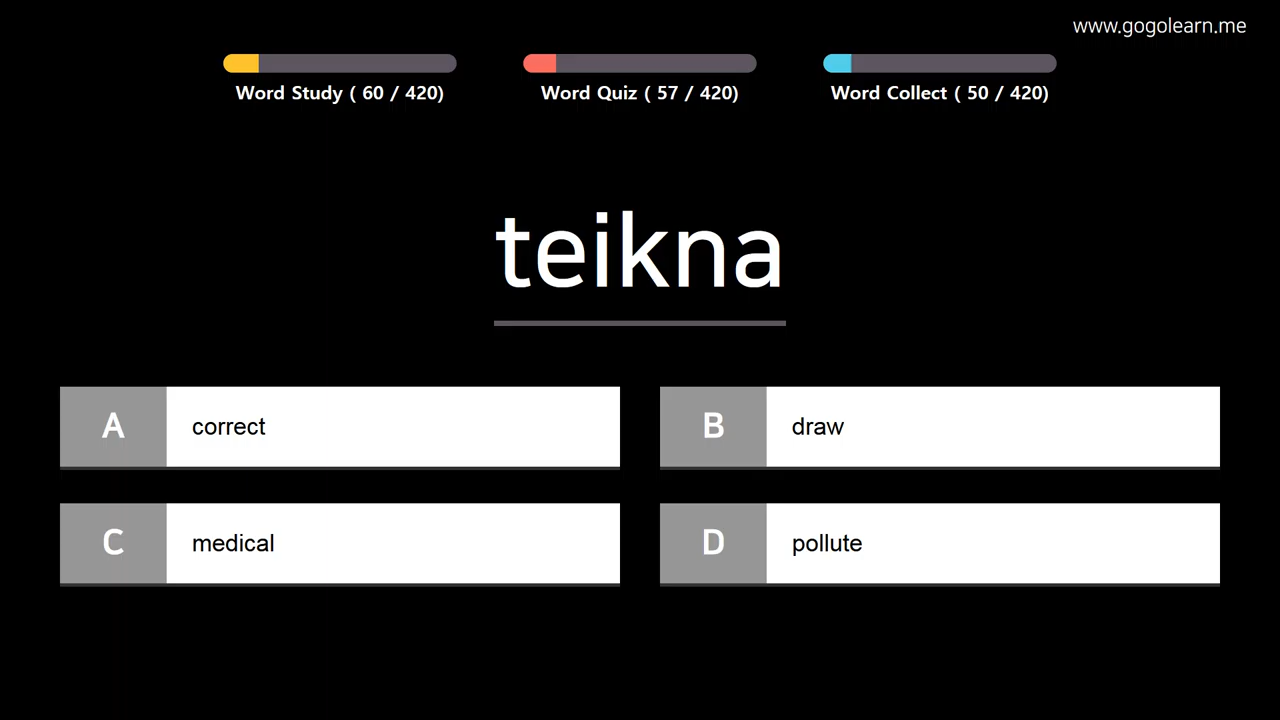 www.gogolearn.me
Word Study ( 60 / 420)
Word Quiz ( 57 / 420)
Word Collect ( 50 / 420)
teikna
A correct
B draw
C medical
D pollute